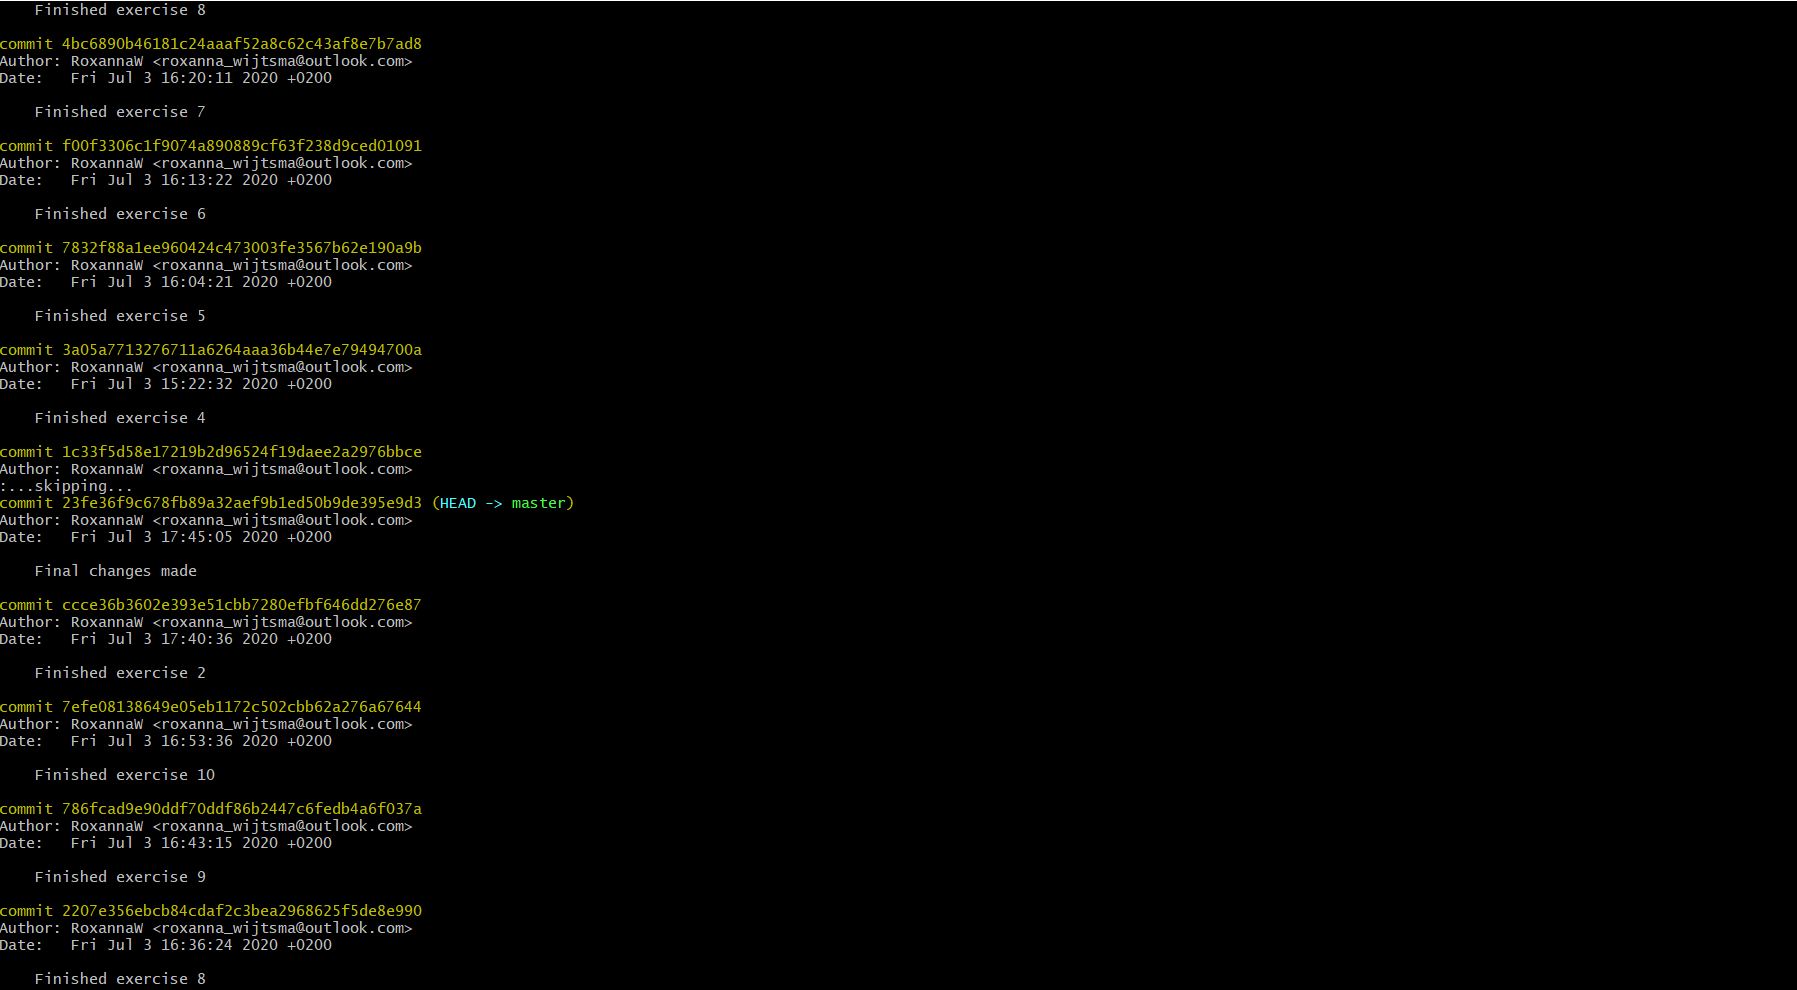 Finished exercise 8
commit 4bc6890b46181c24aaaf52a8c62c43af8e7b7ad8
Author: RoxannaW <roxanna_wijtsma@outlook.com>
Date:   Fri Jul 3 16:20:11 2020 +0200
Finished exercise 7
commit f00f3306c1f9074a890889cf63f238d9ced01091
Author: RoxannaW <roxanna_wijtsma@outlook.com>
Date:   Fri Jul 3 16:13:22 2020 +0200
Finished exercise 6
commit 7832f88a1ee960424c473003fe3567b62e190a9b
Author: RoxannaW <roxanna_wijtsma@outlook.com>
Date:   Fri Jul 3 16:04:21 2020 +0200
Finished exercise 5
commit 3a05a7713276711a6264aaa36b44e7e79494700a
Author: RoxannaW <roxanna_wijtsma@outlook.com>
Date:   Fri Jul 3 15:22:32 2020 +0200
Finished exercise 4
commit 1c33f5d58e17219b2d96524f19daee2a2976bbce
Author: RoxannaW <roxanna_wijtsma@outlook.com>
:...skipping...
commit 23fe36f9c678fb89a32aef9b1ed50b9de395e9d3 (HEAD -> master)
Author: RoxannaW <roxanna_wijtsma@outlook.com>
Date:   Fri Jul 3 17:45:05 2020 +0200
Final changes made
commit ccce36b3602e393e51cbb7280efbf646dd276e87
Author: RoxannaW <roxanna_wijtsma@outlook.com>
Date:   Fri Jul 3 17:40:36 2020 +0200
Finished exercise 2
commit 7efe08138649e05eb1172c502cbb62a276a67644
Author: RoxannaW <roxanna_wijtsma@outlook.com>
Date:   Fri Jul 3 16:53:36 2020 +0200
Finished exercise 10
commit 786fcad9e90ddf70ddf86b2447c6fedb4a6f037a
Author: RoxannaW <roxanna_wijtsma@outlook.com>
Date:   Fri Jul 3 16:43:15 2020 +0200
Finished exercise 9
commit 2207e356ebcb84cdaf2c3bea2968625f5de8e990
Author: RoxannaW <roxanna_wijtsma@outlook.com>
Date:   Fri Jul 3 16:36:24 2020 +0200
Finished exercise 8